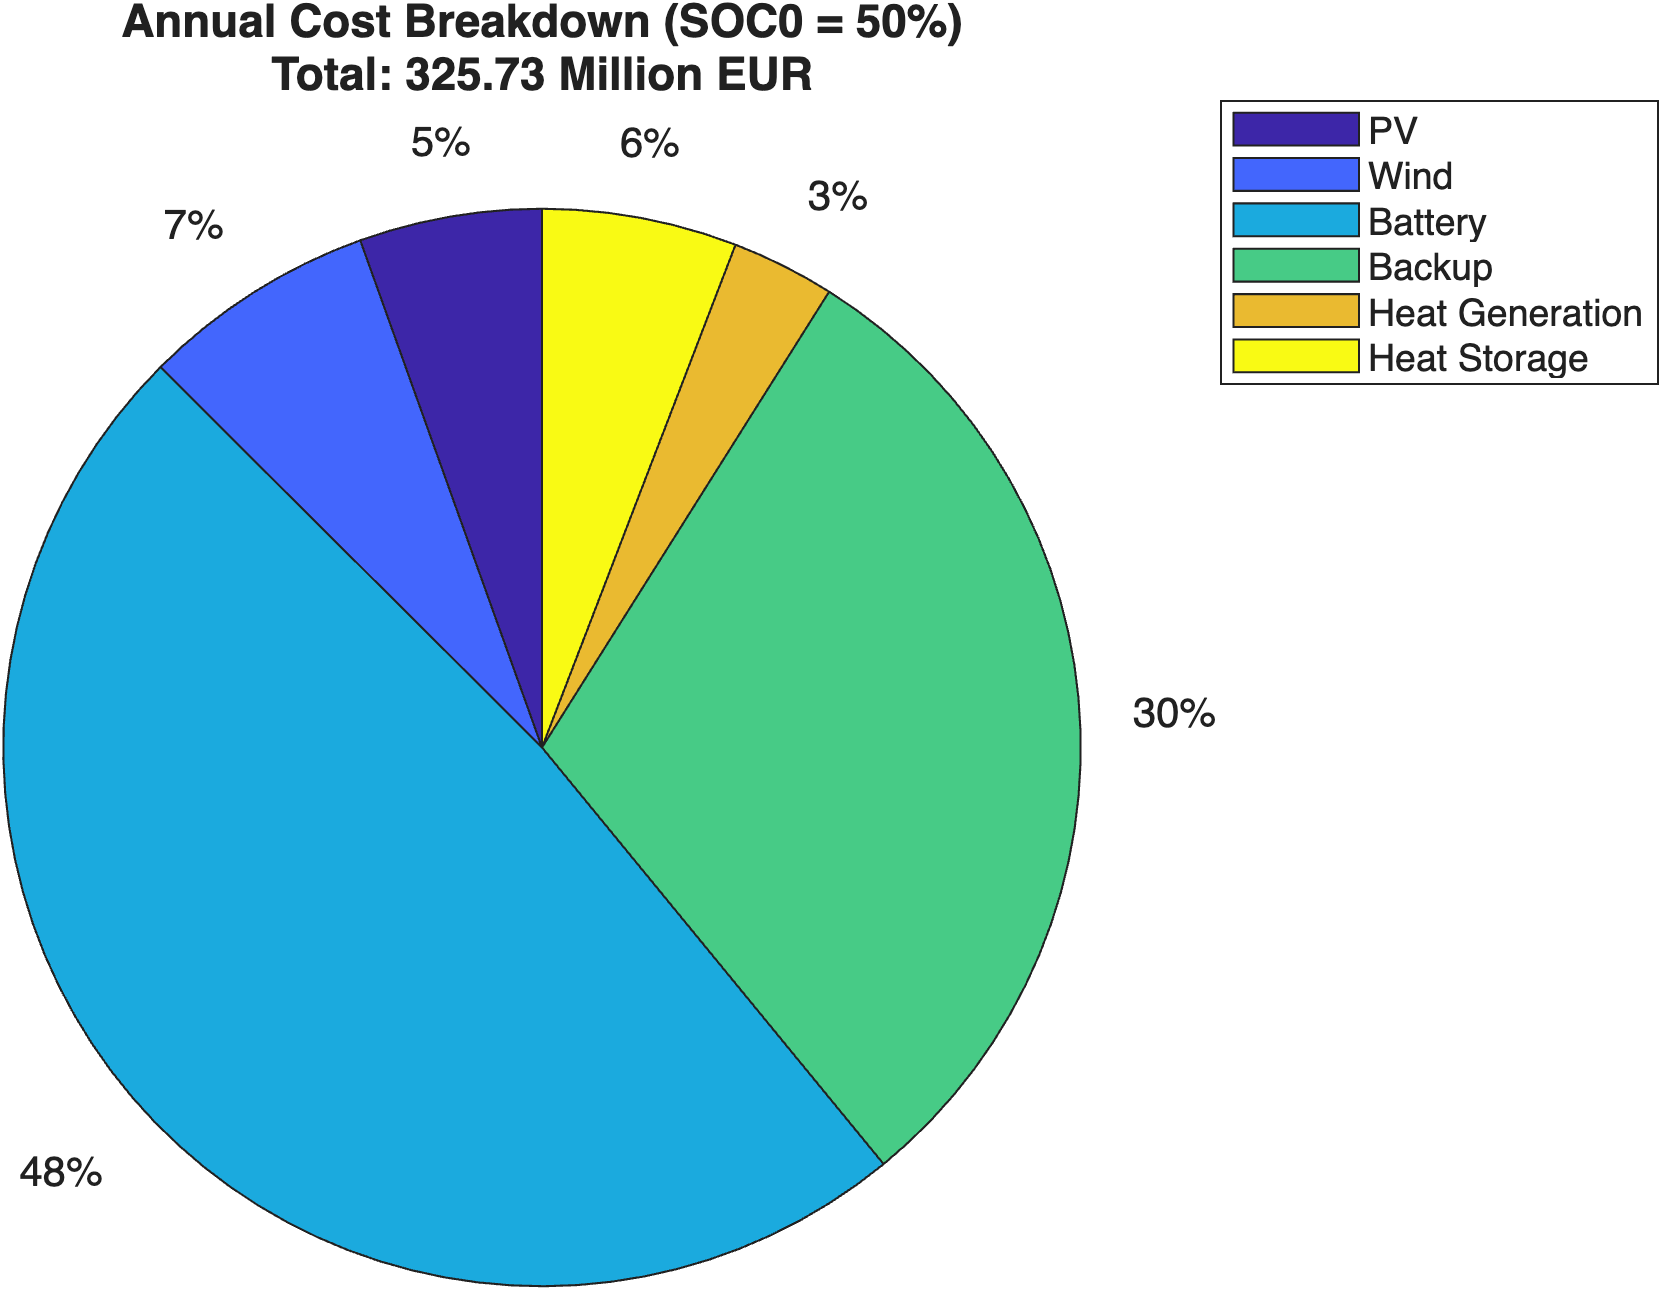 Annual Cost Breakdown (SOC0 = 50%)
Total: 325.73 Million EUR
5%
6%
3%
7%
30%
48%
PV
Wind
Battery
Backup
Heat Generation
Heat Storage